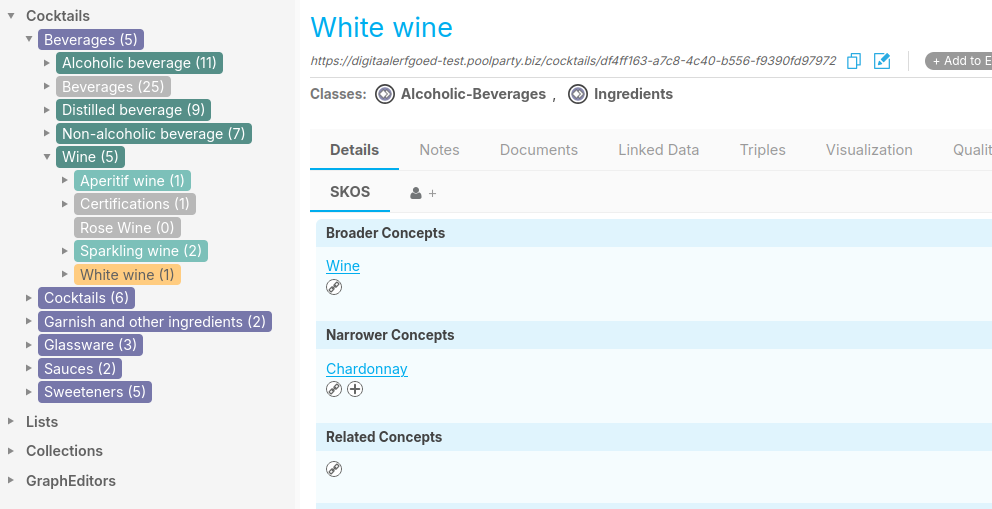 Cocktails
Beverages (5)
Alcoholic beverage (11)
Beverages (25)
Distilled beverage (9)
Non-alcoholic beverage (7)
Wine (5)
Aperitif wine (1)
Certifications (1)
Rose Wine (0)
Sparkling wine (2)
White wine (1)
Cocktails (6)
Garnish and other ingredients (2)
Glassware (3)
Sauces (2)
Sweeteners (5)
Lists
Collections
GraphEditors
White wine
https://digitaalerfgoed-test.poolparty.biz/cocktails/df4ff163-a7c8-4c40-b556-f9390fd97972 + Add to E
Classes: Alcoholic-Beverages , Ingredients
Details Notes Documents Linked Data Triples Visualization Qualit
SKOS +
Broader Concepts
Wine
Narrower Concepts
Chardonnay
Related Concepts